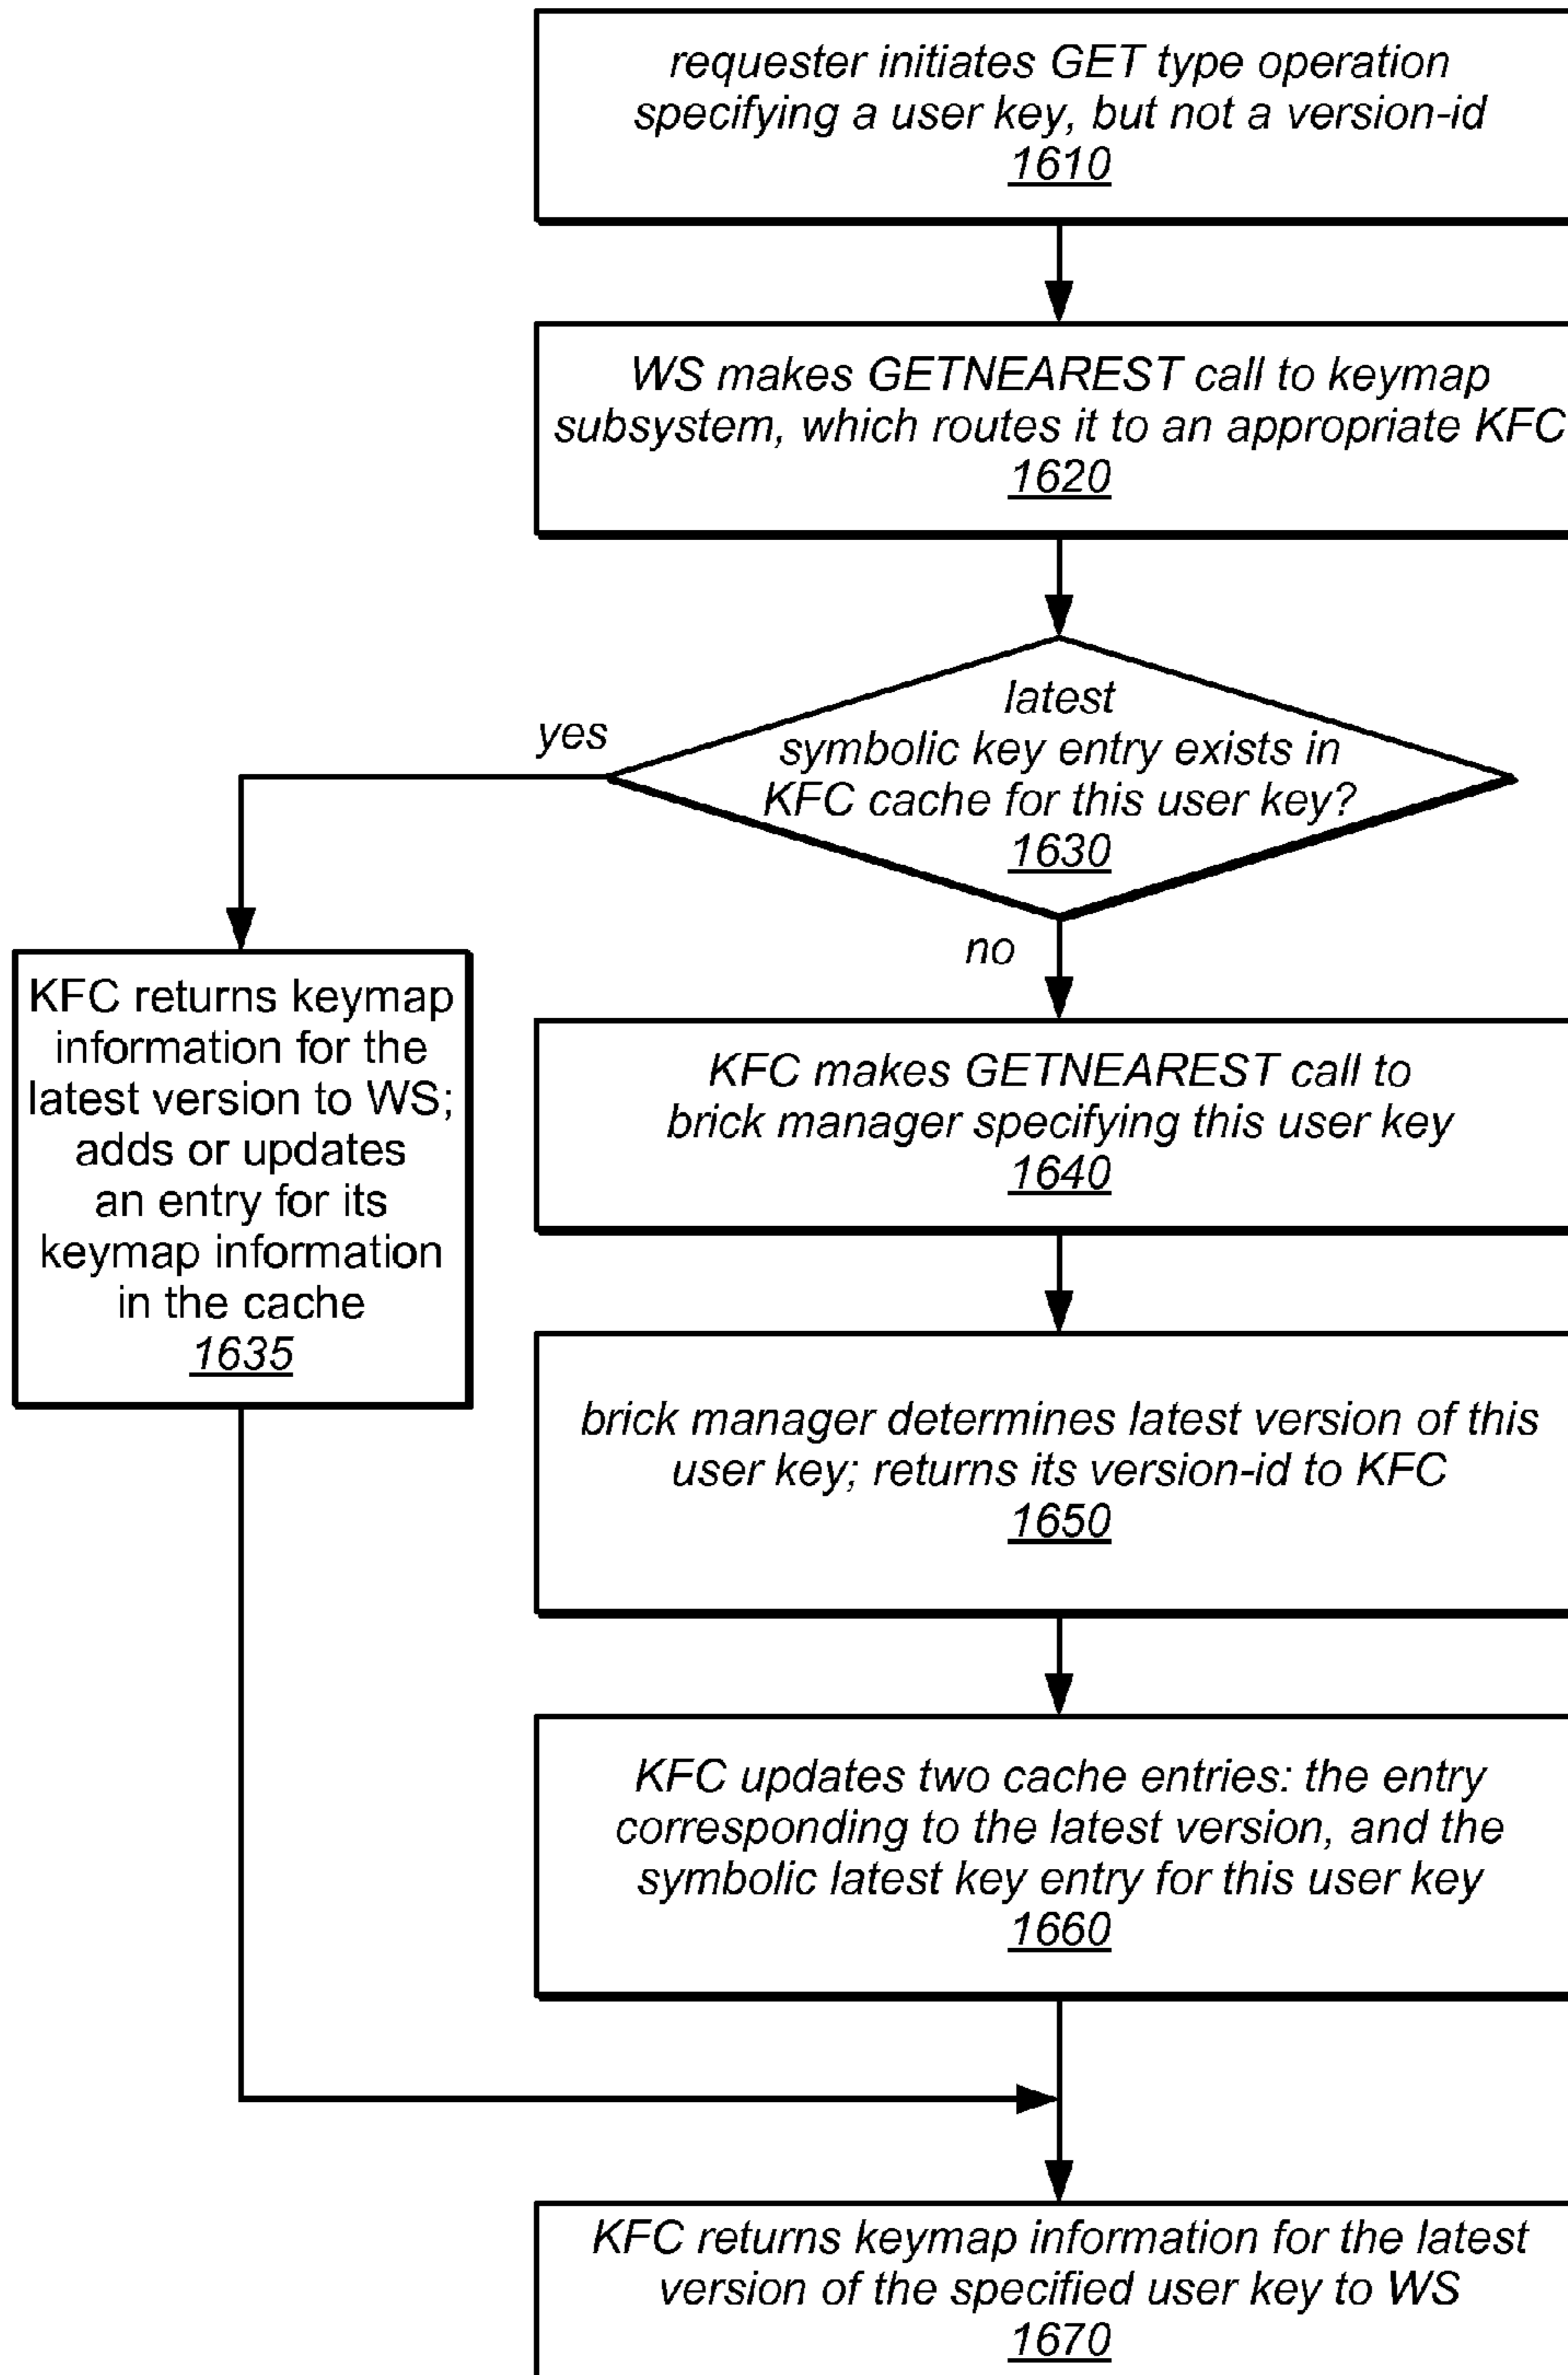 requester initiates GET type operation
specifying a user key, but not a version-id
1610
WS makes GETNEAREST call to keymap
subsystem, which routes it to an appropriate KFC
1620
latest
symbolic key entry exists in
KFC cache for this user key?
1630
yes
no
KFC returns keymap
information for the
latest version to WS;
adds or updates
an entry for its
keymap information
in the cache
1635
KFC makes GETNEAREST call to
brick manager specifying this user key
1640
brick manager determines latest version of this
user key; returns its version-id to KFC
1650
KFC updates two cache entries: the entry
corresponding to the latest version, and the
symbolic latest key entry for this user key
1660
KFC returns keymap information for the latest
version of the specified user key to WS
1670